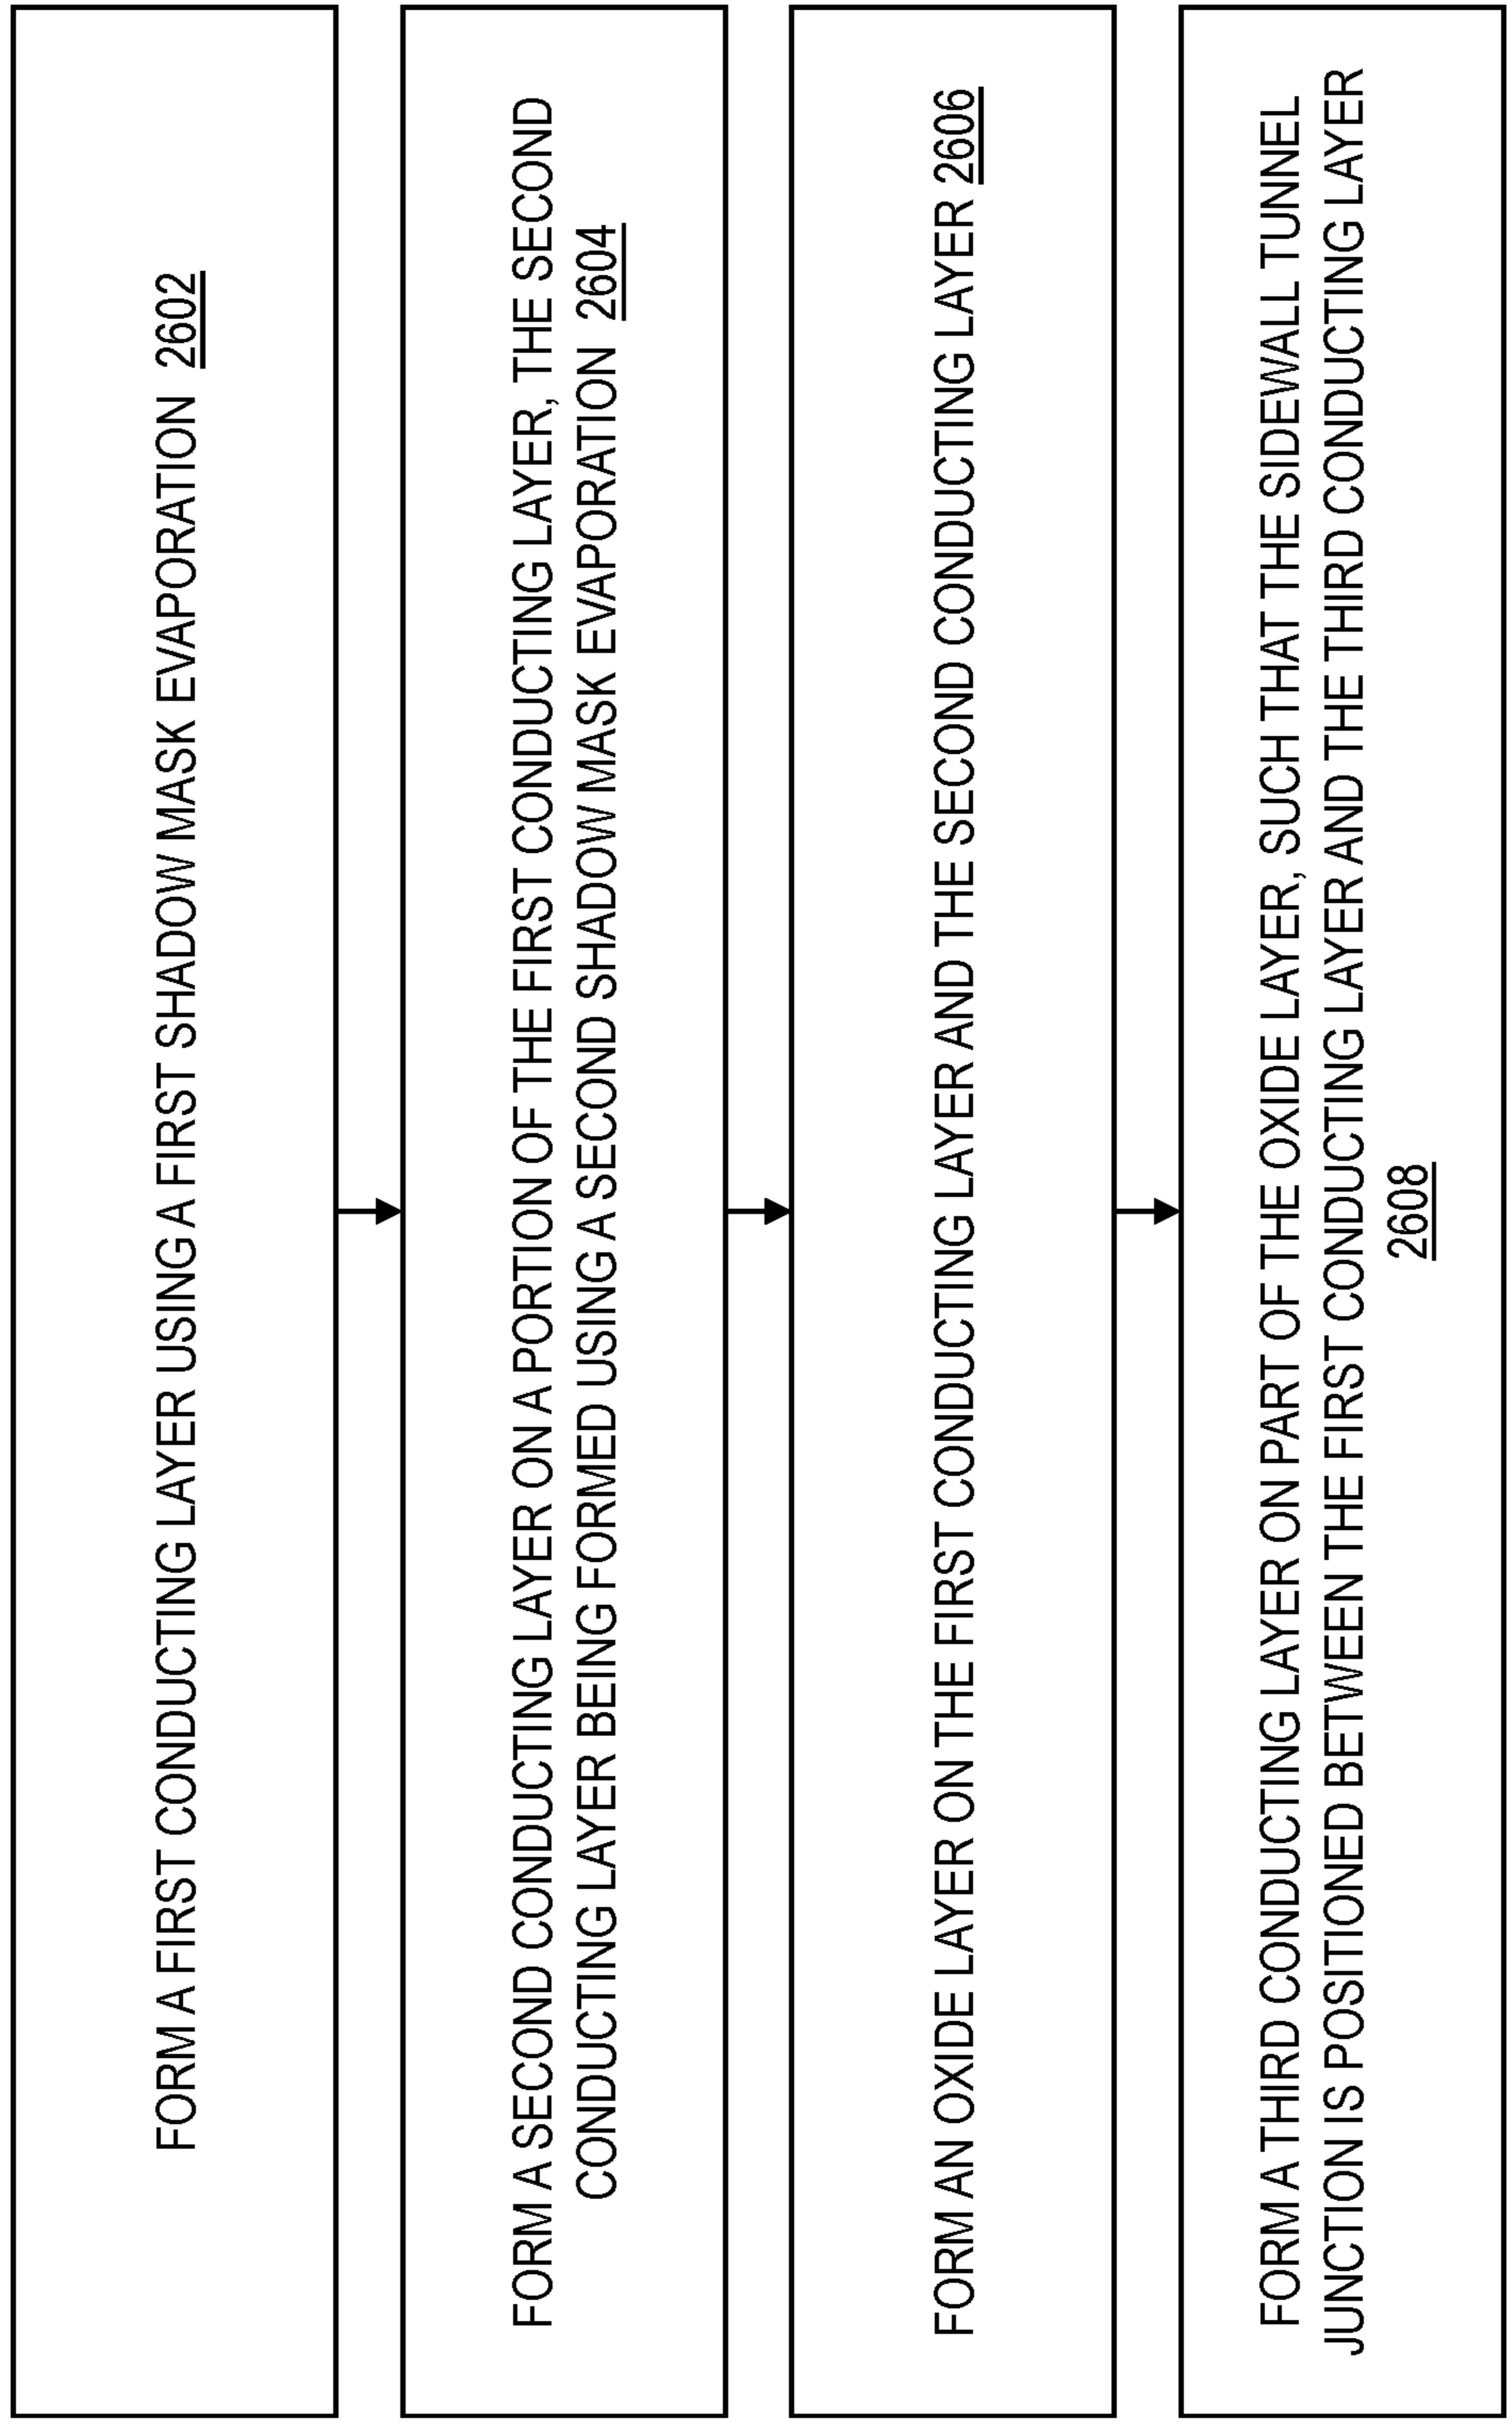 FORM A FIRST CONDUCTING LAYER USING A FIRST SHADOW MASK EVAPORATION 2602
FORM A SECOND CONDUCTING LAYER ON A PORTION OF THE FIRST CONDUCTING LAYER, THE SECOND
CONDUCTING LAYER BEING FORMED USING A SECOND SHADOW MASK EVAPORATION 2604
FORM AN OXIDE LAYER ON THE FIRST CONDUCTING LAYER AND THE SECOND CONDUCTING LAYER 2606
FORM A THIRD CONDUCTING LAYER ON PART OF THE OXIDE LAYER, SUCH THAT THE SIDEWALL TUNNEL
JUNCTION IS POSITIONED BETWEEN THE FIRST CONDUCTING LAYER AND THE THIRD CONDUCTING LAYER
2608